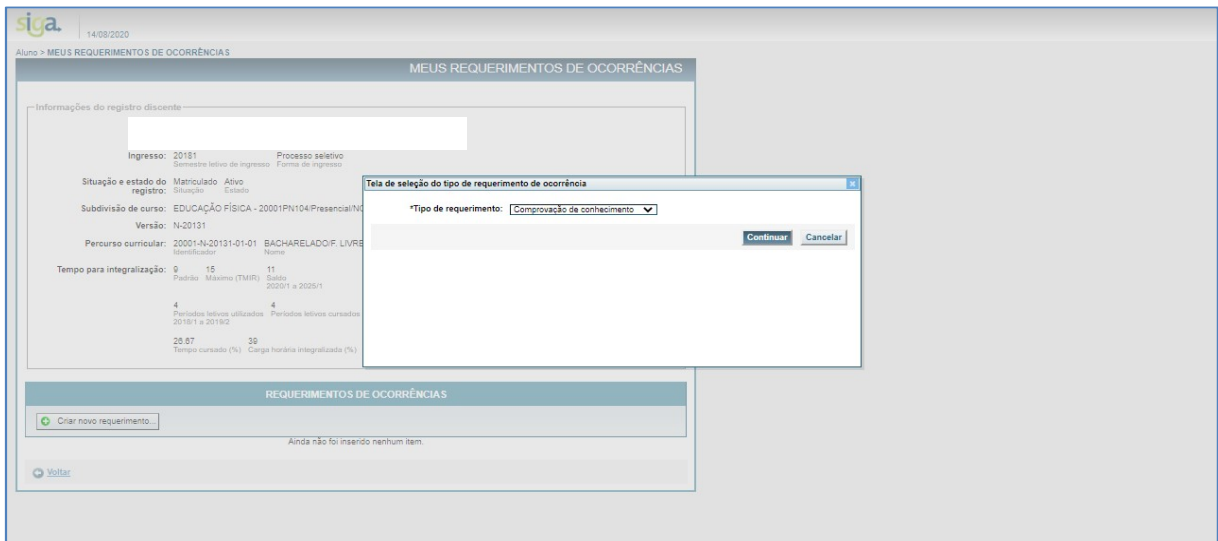 siga.
14/08/2020
Aluno > MEUS REQUERIMENTOS DE OCORRÊNCIAS
MEUS REQUERIMENTOS DE OCORRÊNCIAS
Informações do registro discente
Ingresso: 20181 Processo seletivo
Semestre letivo de ingresso Forma de ingresso
Situação e estado do registro: Matriculado Ativo
Situação Estado
Subdivisão de curso: EDUCAÇÃO FÍSICA - 20001PN104/Presencial/NO
Versão: N-20131
Percurso curricular: 20001-N-20131-01-01 BACHARELADO/F. LIVRE
Identificador Nome
Tempo para integralização: 9 15 11
Padrão Máximo (TMIR) Saldo
2020/1 a 2025/1
4 4
Períodos letivos utilizados Períodos letivos cursados
2018/1 a 2019/2
26.67 39
Tempo cursado (%) Carga horária integralizada (%)
Tela de seleção do tipo de requerimento de ocorrência
x
*Tipo de requerimento: Comprovação de conhecimento
Continuar Cancelar
REQUERIMENTOS DE OCORRÊNCIAS
Criar novo requerimento...
Ainda não foi inserido nenhum item.
Voltar